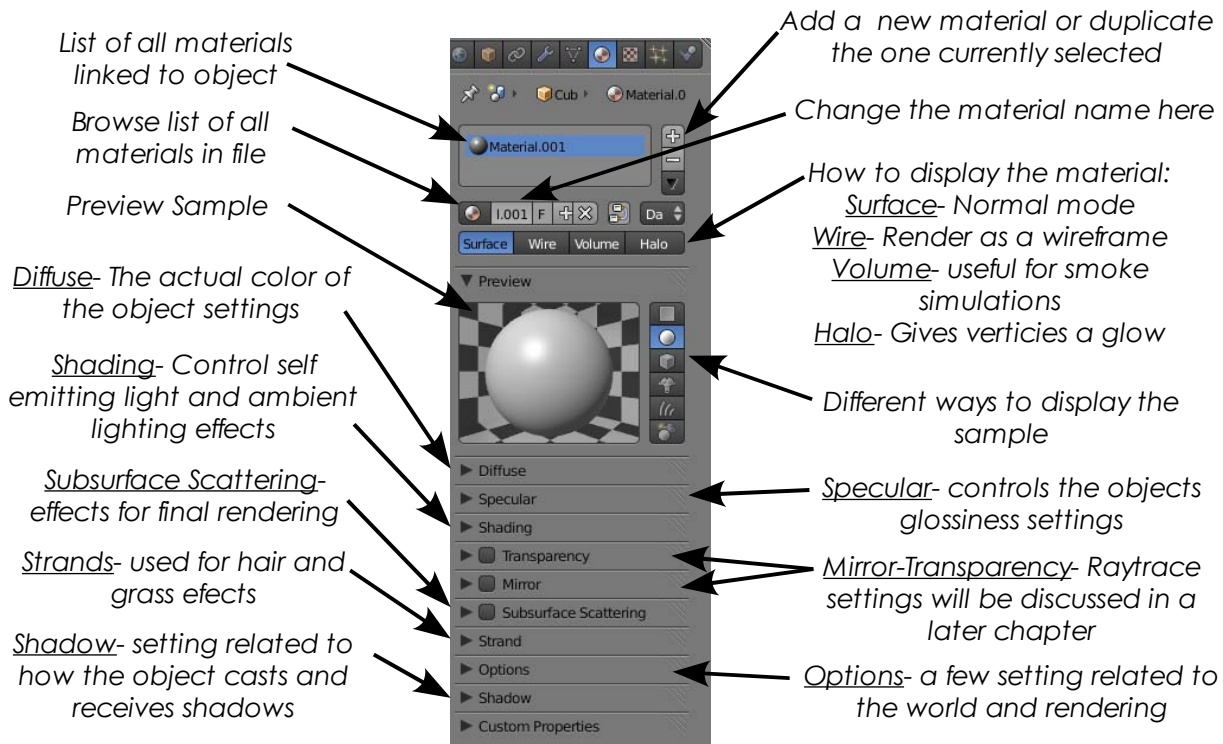 List of all materials
linked to object
Browse list of all
materials in file
Preview Sample
Diffuse- The actual color of
the object settings
Shading- Control self
emitting light and ambient
lighting effects
Subsurface Scattering-
effects for final rendering
Strands- used for hair and
grass efects
Shadow- setting related to
how the object casts and
receives shadows
Cub
Material.0
Material.001
I.001 F Da
Surface Wire Volume Halo
Preview
Diffuse
Specular
Shading
Transparency
Mirror
Subsurface Scattering
Strand
Options
Shadow
Custom Properties
Add a new material or duplicate
the one currently selected
Change the material name here
How to display the material:
Surface- Normal mode
Wire- Render as a wireframe
Volume- useful for smoke
simulations
Halo- Gives verticies a glow
Different ways to display the
sample
Specular- controls the objects
glossiness settings
Mirror-Transparency- Raytrace
settings will be discussed in a
later chapter
Options- a few setting related to
the world and rendering